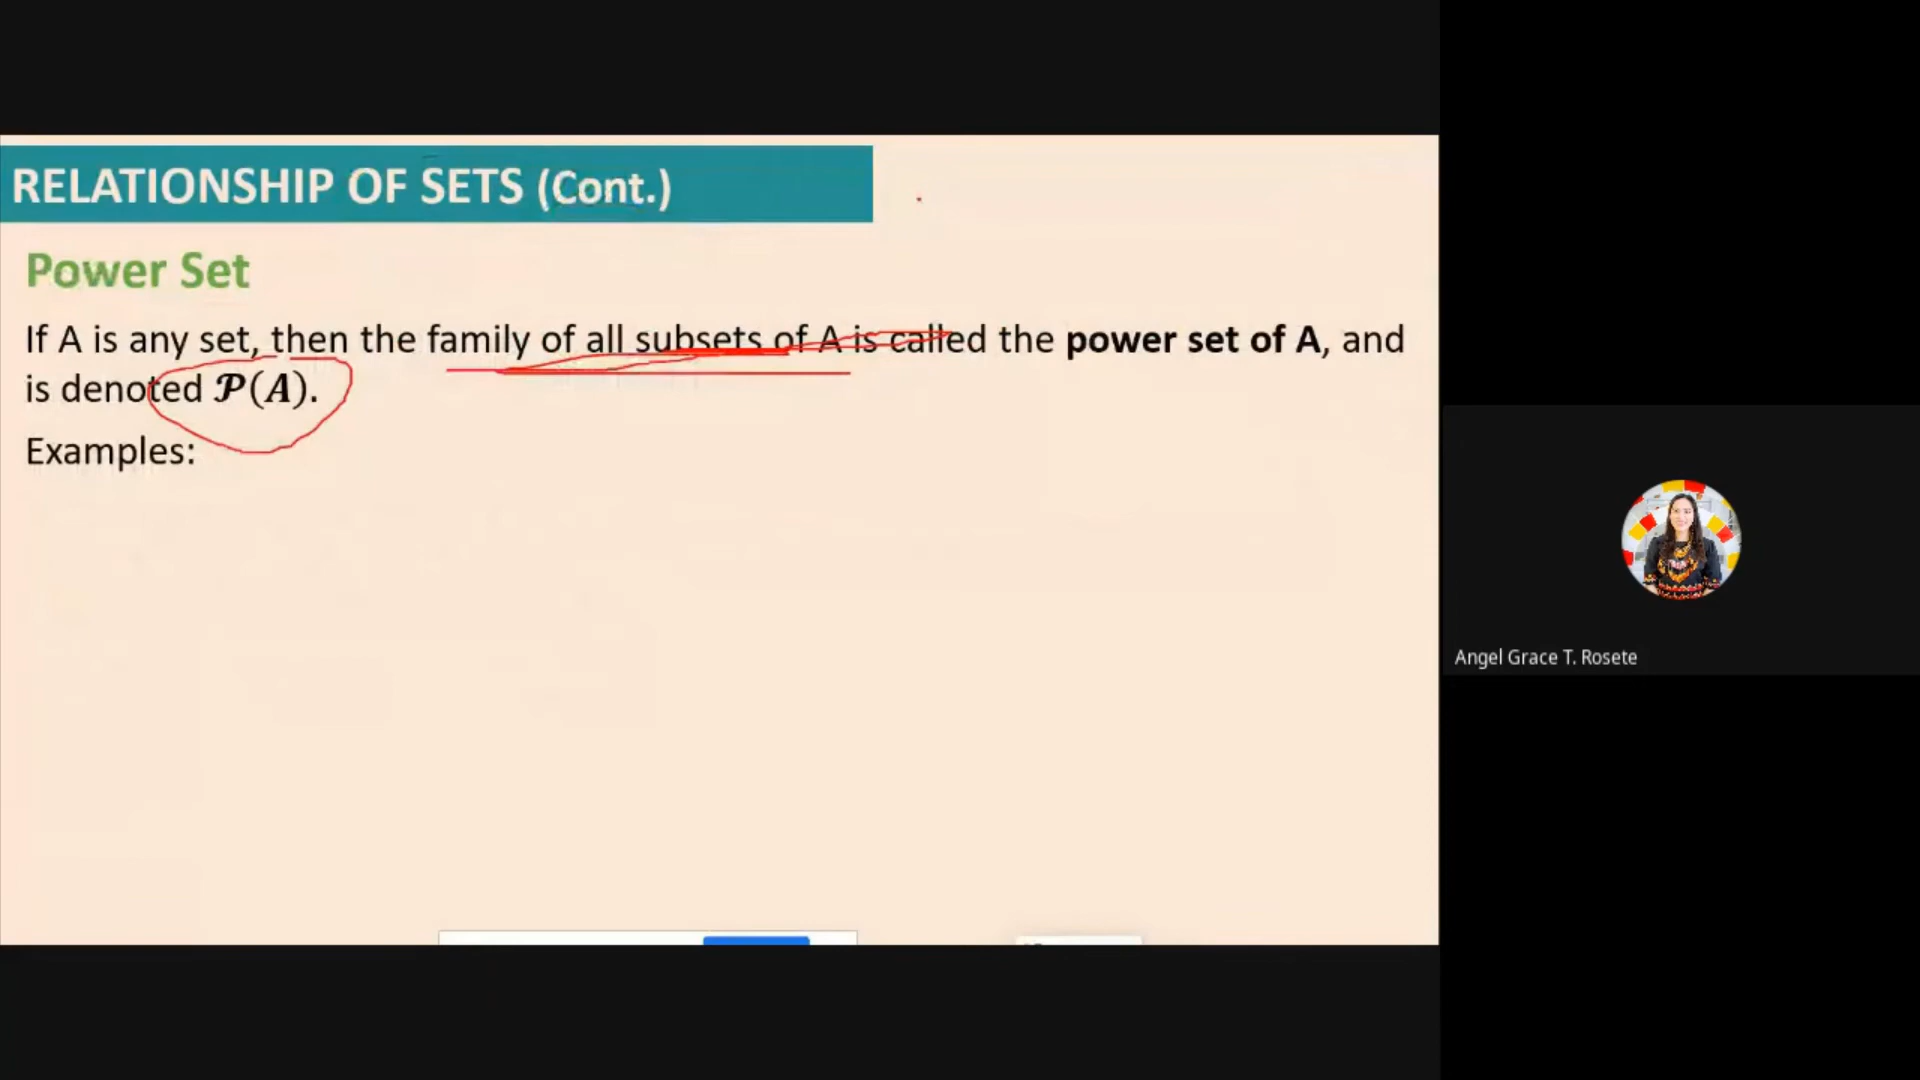 RELATIONSHIP OF SETS (Cont.)
Power Set
If A is any set, then the family of all subsets of A is called the power set of A, and
is denoted 𝓟(A).
Examples:
Angel Grace T. Rosete